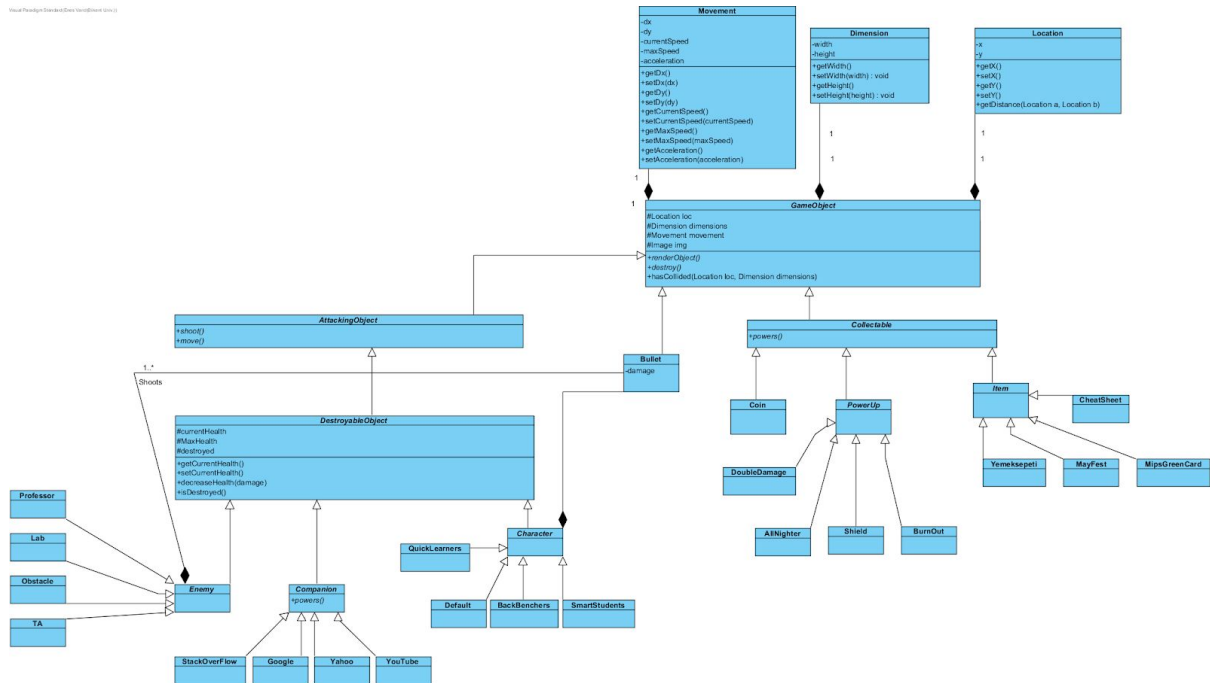 Visual Paradigm Standard
Movement
-dx
-dy
-currentSpeed
-maxSpeed
-acceleration
+getDx()
+setDx(dx)
+getDy()
+setDy(dy)
+getCurrentSpeed()
+setCurrentSpeed(currentSpeed)
+getMaxSpeed()
+setMaxSpeed(maxSpeed)
+getAcceleration()
+setAcceleration(acceleration)
Dimension
-width
-height
+getWidth()
+setWidth(width) : void
+getHeight()
+setHeight(height) : void
Location
-x
-y
+getX()
+setX()
+getY()
+setY()
+getDistance(Location a, Location b)
1
1
1
1
1
1
GameObject
#Location loc
#Dimension dimensions
#Movement movement
#Image img
+renderObject()
+destroy()
+hasCollided(Location loc, Dimension dimensions)
AttackingObject
+shoot()
+move()
Collectable
+powers()
Bullet
-damage
1..*
Shoots
Coin
PowerUp
Item
CheatSheet
DestroyableObject
#currentHealth
#MaxHealth
#destroyed
+getCurrentHealth()
+setCurrentHealth()
+decreaseHealth(damage)
+isDestroyed()
DoubleDamage
Yemeksepeti
MayFest
MipsGreenCard
AllNighter
Shield
BurnOut
Professor
Lab
Obstacle
TA
Enemy
Companion
+powers()
Character
QuickLearners
Default
BackBenchers
SmartStudents
StackOverFlow
Google
Yahoo
YouTube